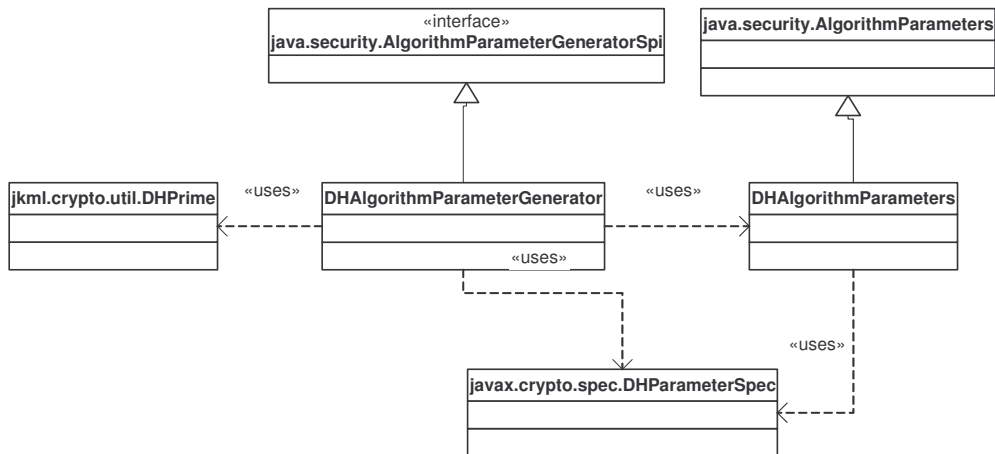 «interface»
java.security.AlgorithmParameterGeneratorSpi
java.security.AlgorithmParameters
jkml.crypto.util.DHPrime
«uses»
DHAlgorithmParameterGenerator
«uses»
DHAlgorithmParameters
«uses»
«uses»
javax.crypto.spec.DHParameterSpec